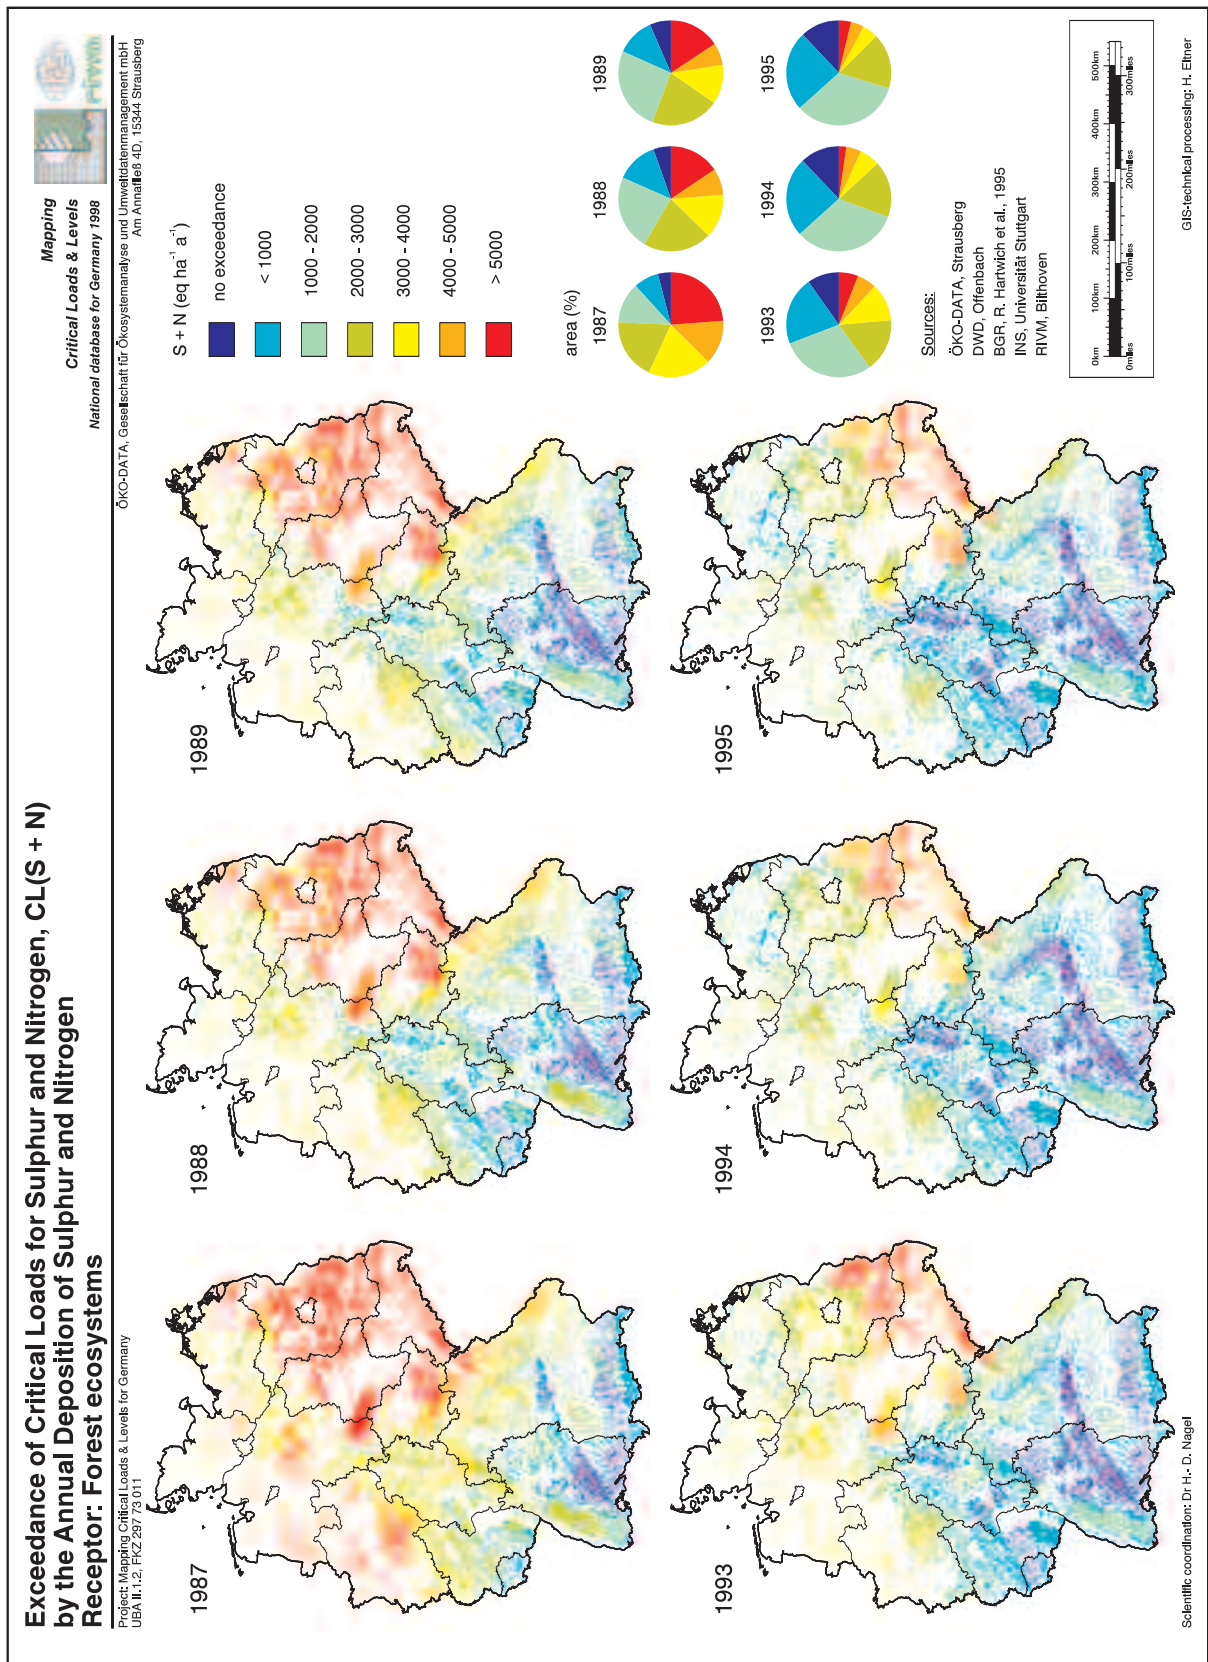 Exceedance of Critical Loads for Sulphur and Nitrogen, CL(S + N)
by the Annual Deposition of Sulphur and Nitrogen
Receptor: Forest ecosystems
Mapping
Critical Loads & Levels
National database for Germany 1998
Project: Mapping Critical Loads & Levels for Germany
UBA II.1.2, FKZ 297 73 011
ÖKO-DATA, Gesellschaft für Ökosystemanalyse und Umweltdatenmanagement mbH
Am Annafließ 4D, 15344 Strausberg
1987
1988
1989
1993
1994
1995
S + N (eq ha⁻¹ a⁻¹)
no exceedance
< 1000
1000 - 2000
2000 - 3000
3000 - 4000
4000 - 5000
> 5000
area (%)
1987
1988
1989
1993
1994
1995
Sources:
ÖKO-DATA, Strausberg
DWD, Offenbach
BGR, R. Hartwich et al., 1995
INS, Universität Stuttgart
RIVM, Bilthoven
0km 100km 200km 300km 400km 500km
0miles 100miles 200miles 300miles
Scientific coordination: Dr H.- D. Nagel
GIS-technical processing: H. Eitner